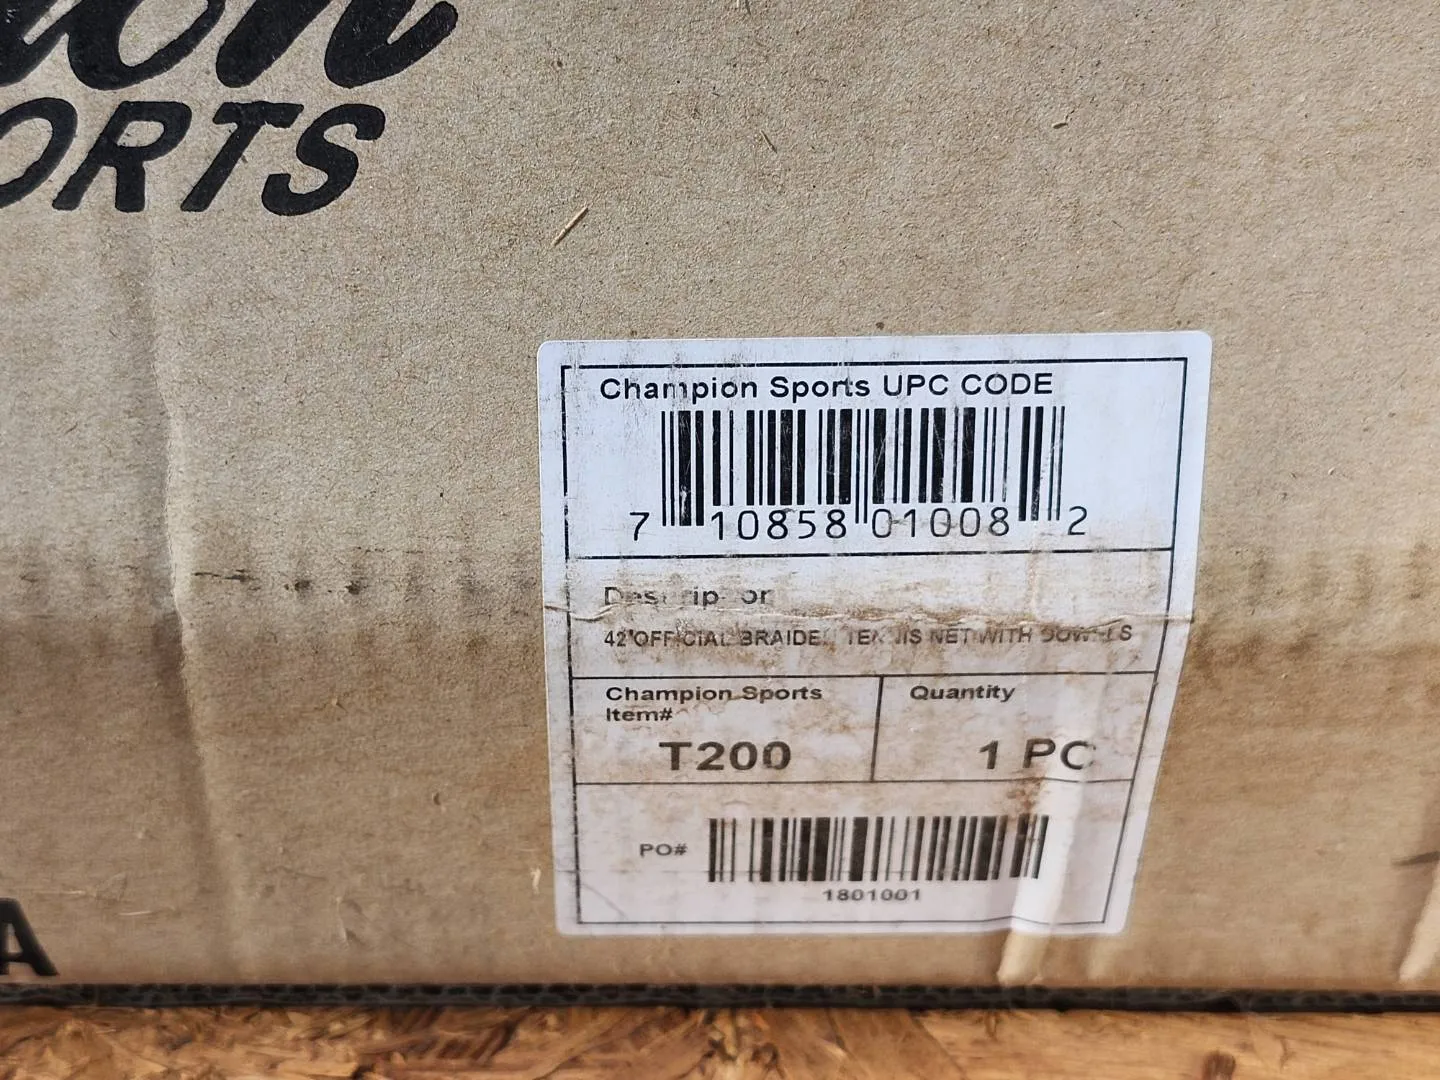 ORTS
Champion Sports UPC CODE
7 10858 01008 2
42'OFFICIAL BRAIDED TENNIS NET WITH DOWELS
Champion Sports
Item#
Quantity
T200
1 PC
PO#
1801001
A